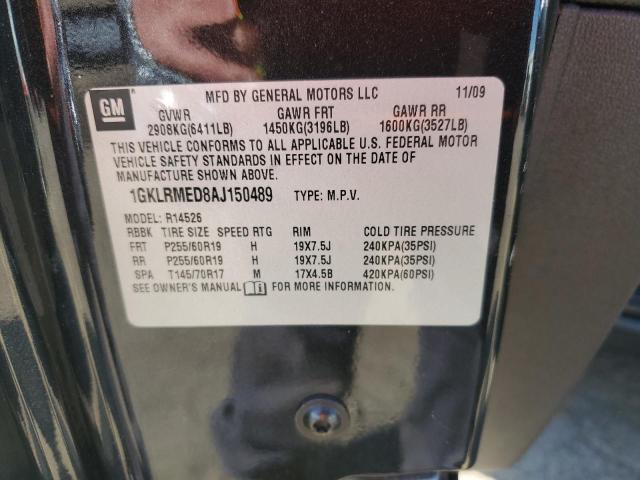 GM
MFD BY GENERAL MOTORS LLC 11/09
GVWR GAWR FRT GAWR RR
2908KG(6411LB) 1450KG(3196LB) 1600KG(3527LB)
THIS VEHICLE CONFORMS TO ALL APPLICABLE U.S. FEDERAL MOTOR
VEHICLE SAFETY STANDARDS IN EFFECT ON THE DATE OF
MANUFACTURE SHOWN ABOVE.
1GKLRMED8AJ150489 TYPE: M.P.V.
MODEL: R14526
RBBK TIRE SIZE SPEED RTG RIM COLD TIRE PRESSURE
FRT P255/60R19 H 19X7.5J 240KPA(35PSI)
RR P255/60R19 H 19X7.5J 240KPA(35PSI)
SPA T145/70R17 M 17X4.5B 420KPA(60PSI)
SEE OWNER'S MANUAL FOR MORE INFORMATION.